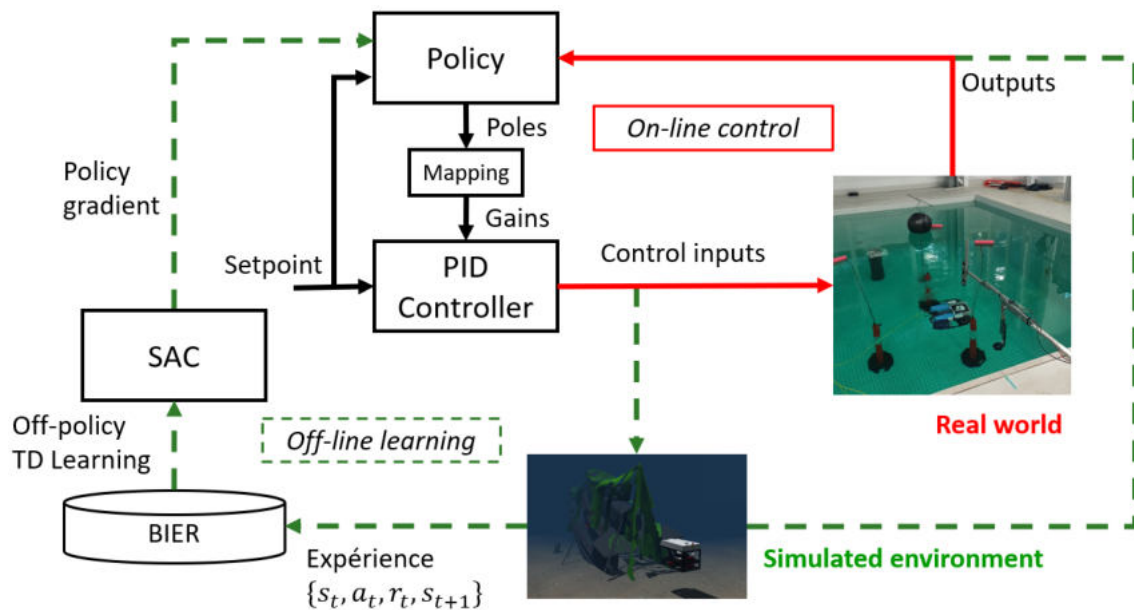 Policy
Outputs
Poles
On-line control
Mapping
Policy
gradient
Gains
Setpoint
PID
Controller
Control inputs
SAC
Real world
Off-policy
TD Learning
Off-line learning
BIER
Expérience
{s_t, a_t, r_t, s_{t+1}}
Simulated environment